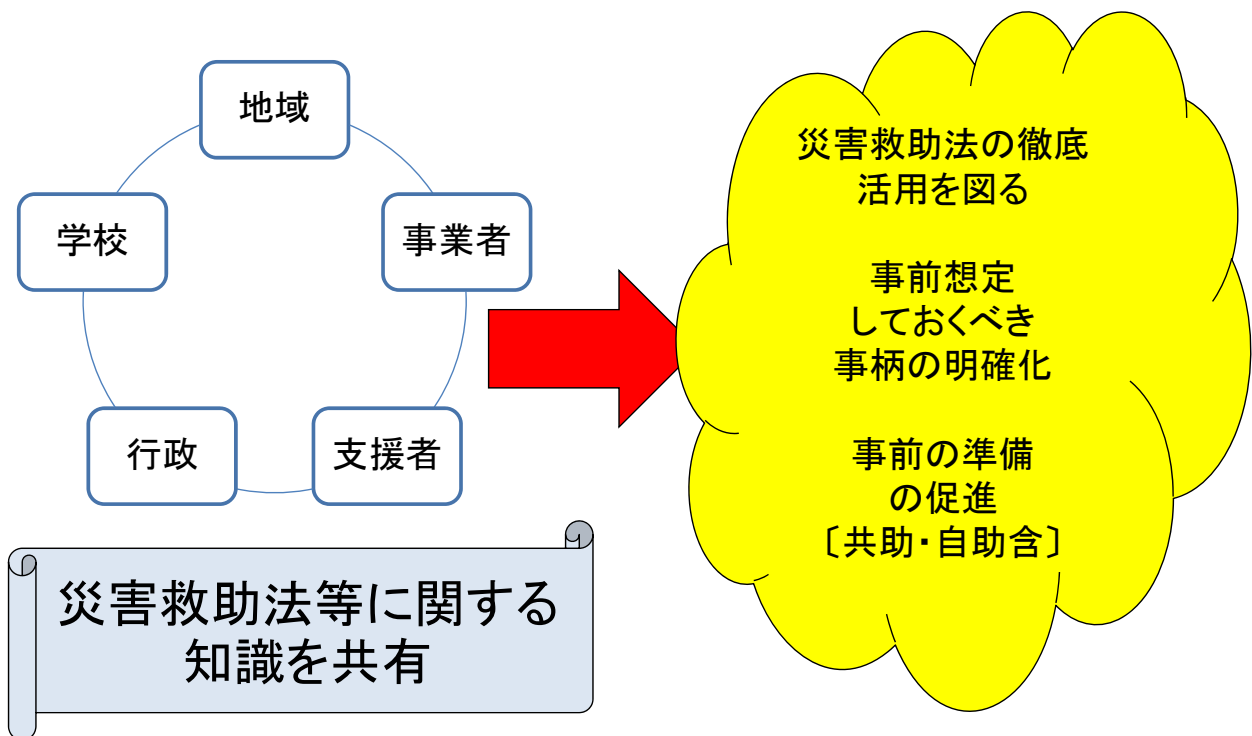 地域
学校
事業者
行政
支援者
災害救助法等に関する
知識を共有
災害救助法の徹底
活用を図る
事前想定
しておくべき
事柄の明確化
事前の準備
の促進
〔共助・自助含〕